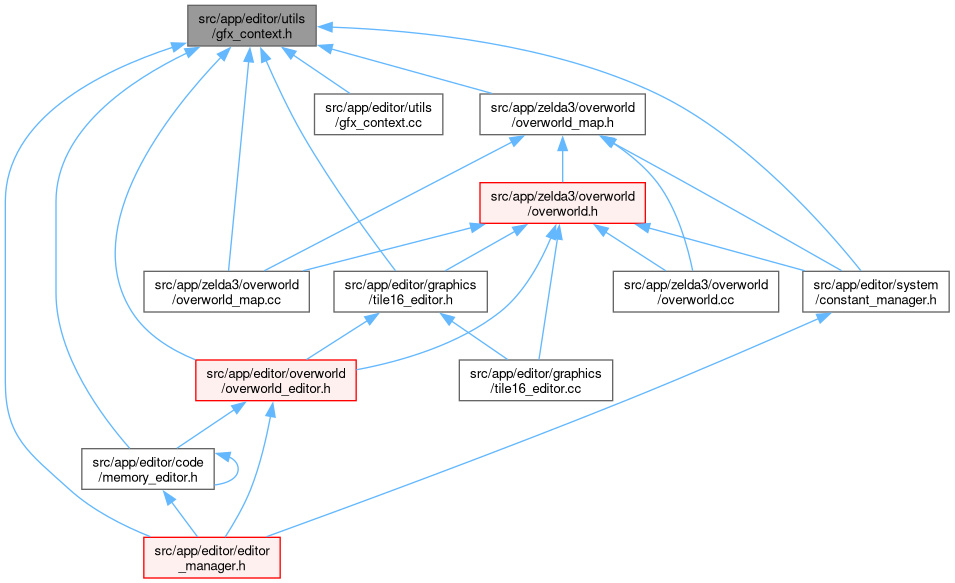 src/app/editor/utils
/gfx_context.h
src/app/editor/utils
/gfx_context.cc
src/app/zelda3/overworld
/overworld_map.h
src/app/zelda3/overworld
/overworld.h
src/app/zelda3/overworld
/overworld_map.cc
src/app/editor/graphics
/tile16_editor.h
src/app/zelda3/overworld
/overworld.cc
src/app/editor/system
/constant_manager.h
src/app/editor/overworld
/overworld_editor.h
src/app/editor/graphics
/tile16_editor.cc
src/app/editor/code
/memory_editor.h
src/app/editor/editor
_manager.h